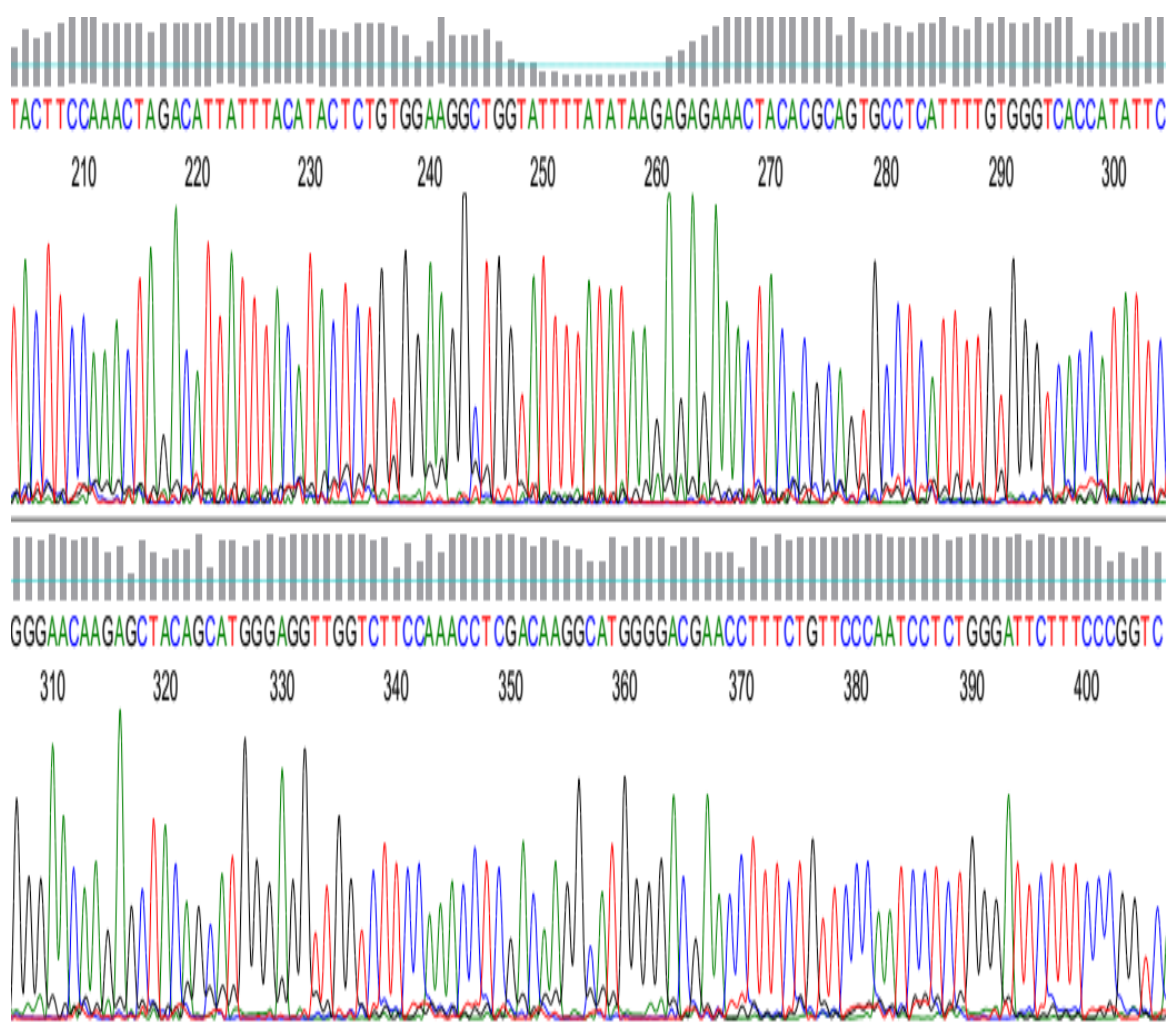 TACTTCCAAACTAGACATTATTTACATACTCTGTGGAAGGCTGGTATTTTATATAAGAGAGAAACTACACGCAGTGCCTCATTTTGTGGGTCACCATATTC
210 220 230 240 250 260 270 280 290 300
GGGAACAAGAGCTACAGCATGGGAGGTTGGTCTTCCAAACCTCGACAAGGCATGGGGACGAACCTTTCTGTTCCCAATCCTCTGGGATTCTTTCCCGGTC
310 320 330 340 350 360 370 380 390 400